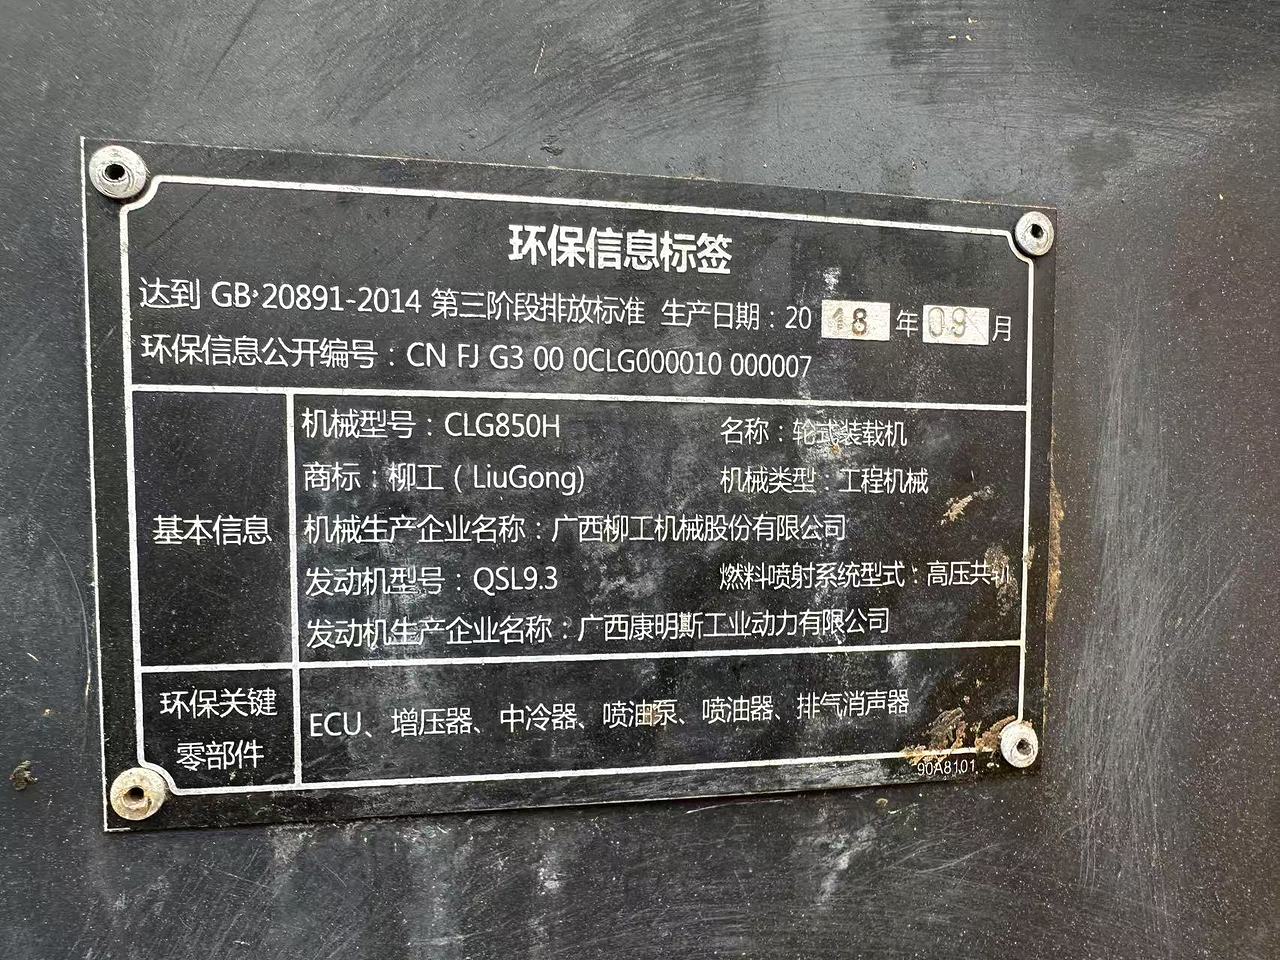 环保信息标签
达到 GB 20891-2014 第三阶段排放标准 生产日期：20 18 年 09 月
环保信息公开编号：CN FJ G3 00 0CLG000010 000007
基本信息
机械型号：CLG850H 名称：轮式装载机
商标：柳工 ( LiuGong) 机械类型：工程机械
机械生产企业名称：广西柳工机械股份有限公司
发动机型号：QSL9.3 燃料喷射系统型式：高压共轨
发动机生产企业名称：广西康明斯工业动力有限公司
环保关键
零部件
ECU、增压器、中冷器、喷油泵、喷油器、排气消声器
90A8101